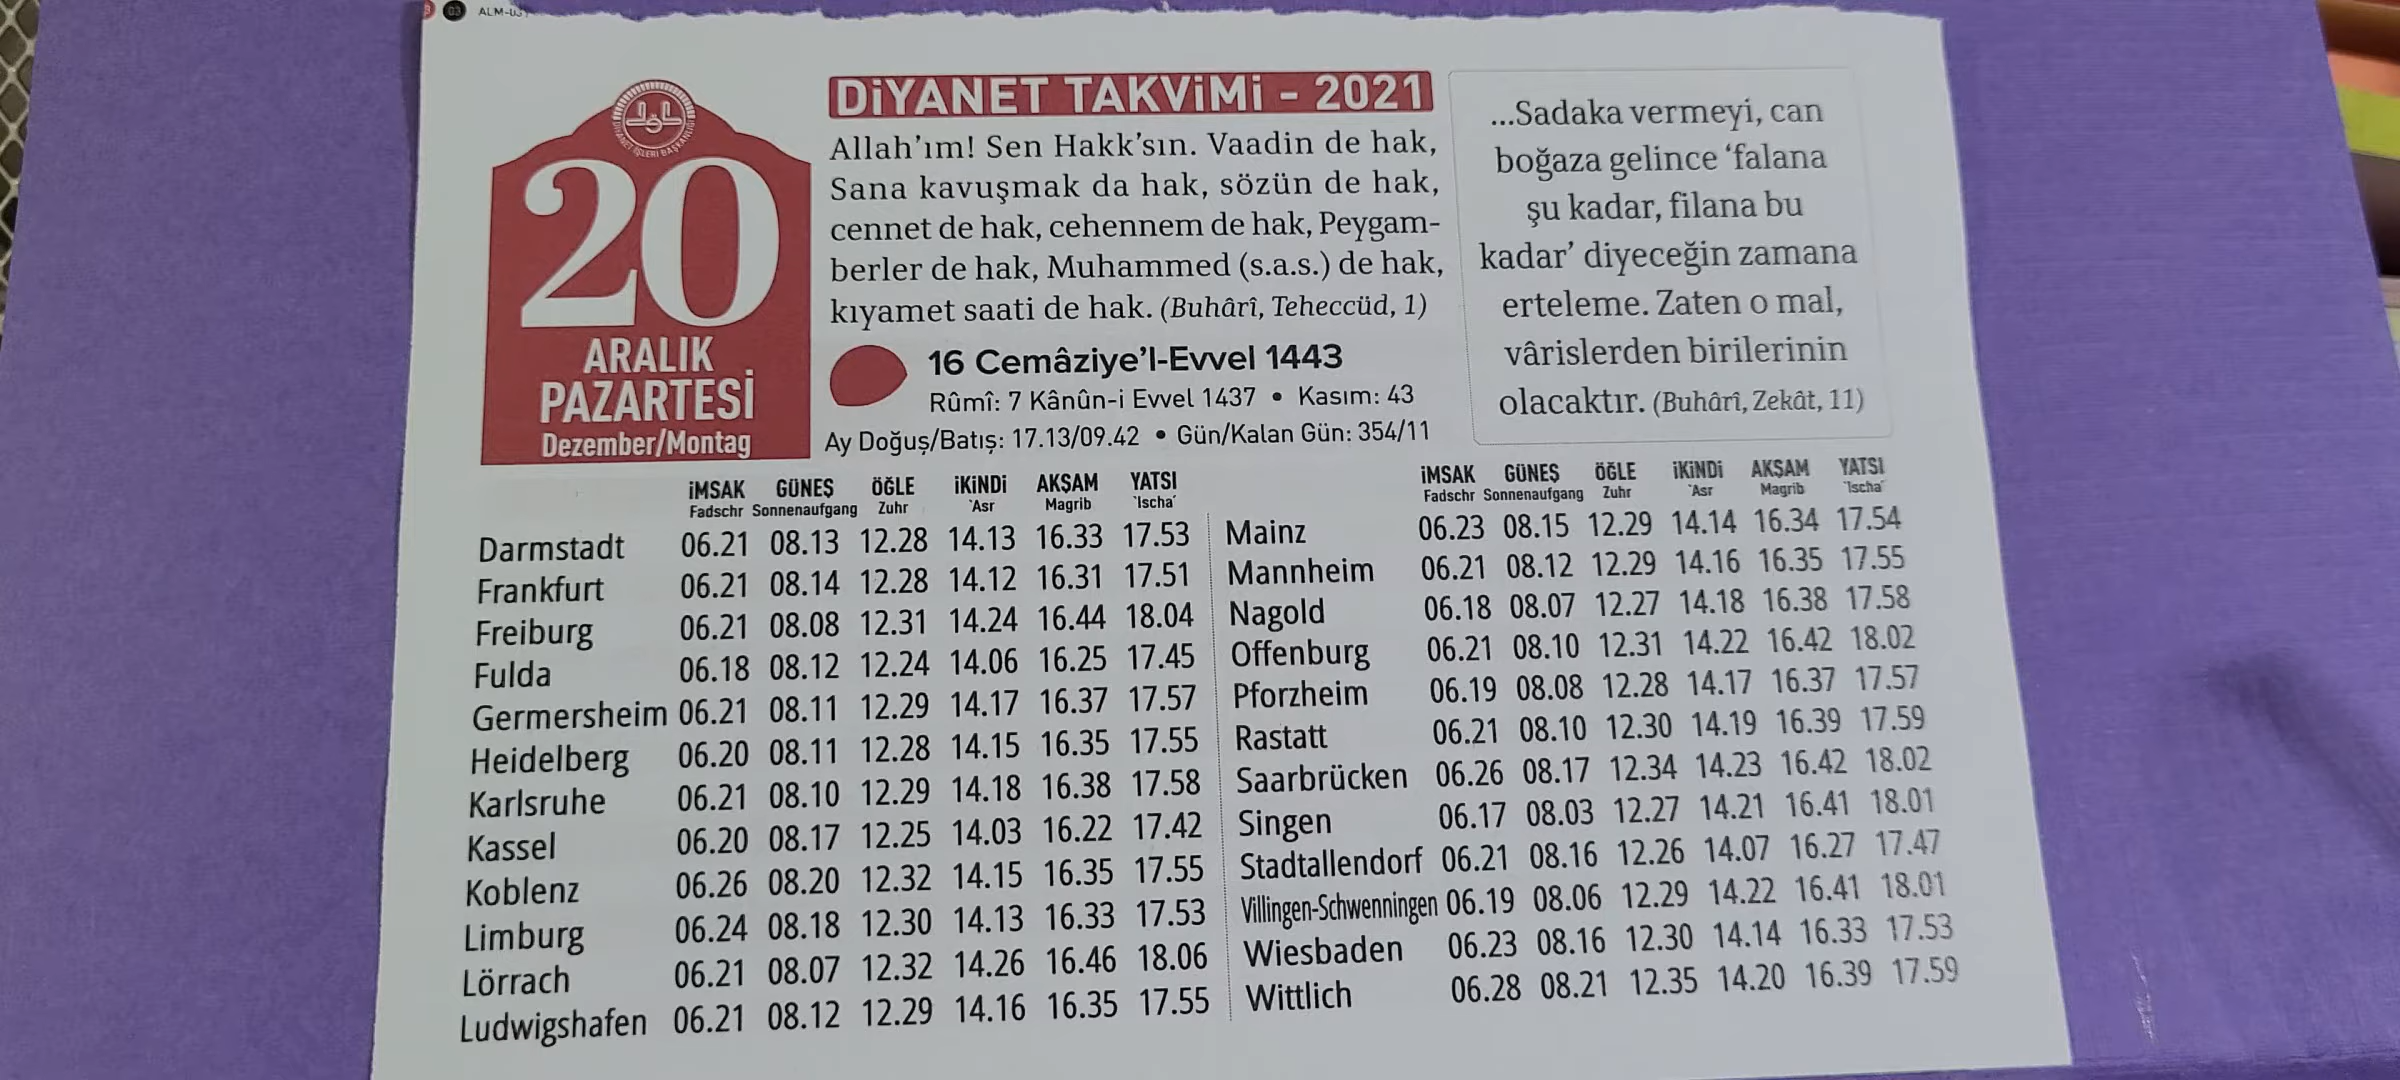 03 ALM-03
DİYANET İŞLERİ BAŞKANLIĞI
20
ARALIK
PAZARTESİ
Dezember/Montag
DiYANET TAKViMi - 2021
Allah’ım! Sen Hakk’sın. Vaadin de hak,
Sana kavuşmak da hak, sözün de hak,
cennet de hak, cehennem de hak, Peygam-
berler de hak, Muhammed (s.a.s.) de hak,
kıyamet saati de hak. (Buhârî, Teheccüd, 1)
16 Cemâziye’l-Evvel 1443
Rûmî: 7 Kânûn-i Evvel 1437 • Kasım: 43
Ay Doğuş/Batış: 17.13/09.42 • Gün/Kalan Gün: 354/11
...Sadaka vermeyi, can
boğaza gelince ‘falana
şu kadar, filana bu
kadar’ diyeceğin zamana
erteleme. Zaten o mal,
vârislerden birilerinin
olacaktır. (Buhârî, Zekât, 11)
iMSAK GÜNEŞ ÖĞLE iKiNDi AKŞAM YATSI
Fadschr Sonnenaufgang Zuhr `Asr Magrib `Ischa´
Darmstadt 06.21 08.13 12.28 14.13 16.33 17.53
Frankfurt 06.21 08.14 12.28 14.12 16.31 17.51
Freiburg 06.21 08.08 12.31 14.24 16.44 18.04
Fulda 06.18 08.12 12.24 14.06 16.25 17.45
Germersheim 06.21 08.11 12.29 14.17 16.37 17.57
Heidelberg 06.20 08.11 12.28 14.15 16.35 17.55
Karlsruhe 06.21 08.10 12.29 14.18 16.38 17.58
Kassel 06.20 08.17 12.25 14.03 16.22 17.42
Koblenz 06.26 08.20 12.32 14.15 16.35 17.55
Limburg 06.24 08.18 12.30 14.13 16.33 17.53
Lörrach 06.21 08.07 12.32 14.26 16.46 18.06
Ludwigshafen 06.21 08.12 12.29 14.16 16.35 17.55
iMSAK GÜNEŞ ÖĞLE iKiNDi AKŞAM YATSI
Fadschr Sonnenaufgang Zuhr `Asr Magrib `Ischa´
Mainz 06.23 08.15 12.29 14.14 16.34 17.54
Mannheim 06.21 08.12 12.29 14.16 16.35 17.55
Nagold 06.18 08.07 12.27 14.18 16.38 17.58
Offenburg 06.21 08.10 12.31 14.22 16.42 18.02
Pforzheim 06.19 08.08 12.28 14.17 16.37 17.57
Rastatt 06.21 08.10 12.30 14.19 16.39 17.59
Saarbrücken 06.26 08.17 12.34 14.23 16.42 18.02
Singen 06.17 08.03 12.27 14.21 16.41 18.01
Stadtallendorf 06.21 08.16 12.26 14.07 16.27 17.47
Villingen-Schwenningen 06.19 08.06 12.29 14.22 16.41 18.01
Wiesbaden 06.23 08.16 12.30 14.14 16.33 17.53
Wittlich 06.28 08.21 12.35 14.20 16.39 17.59